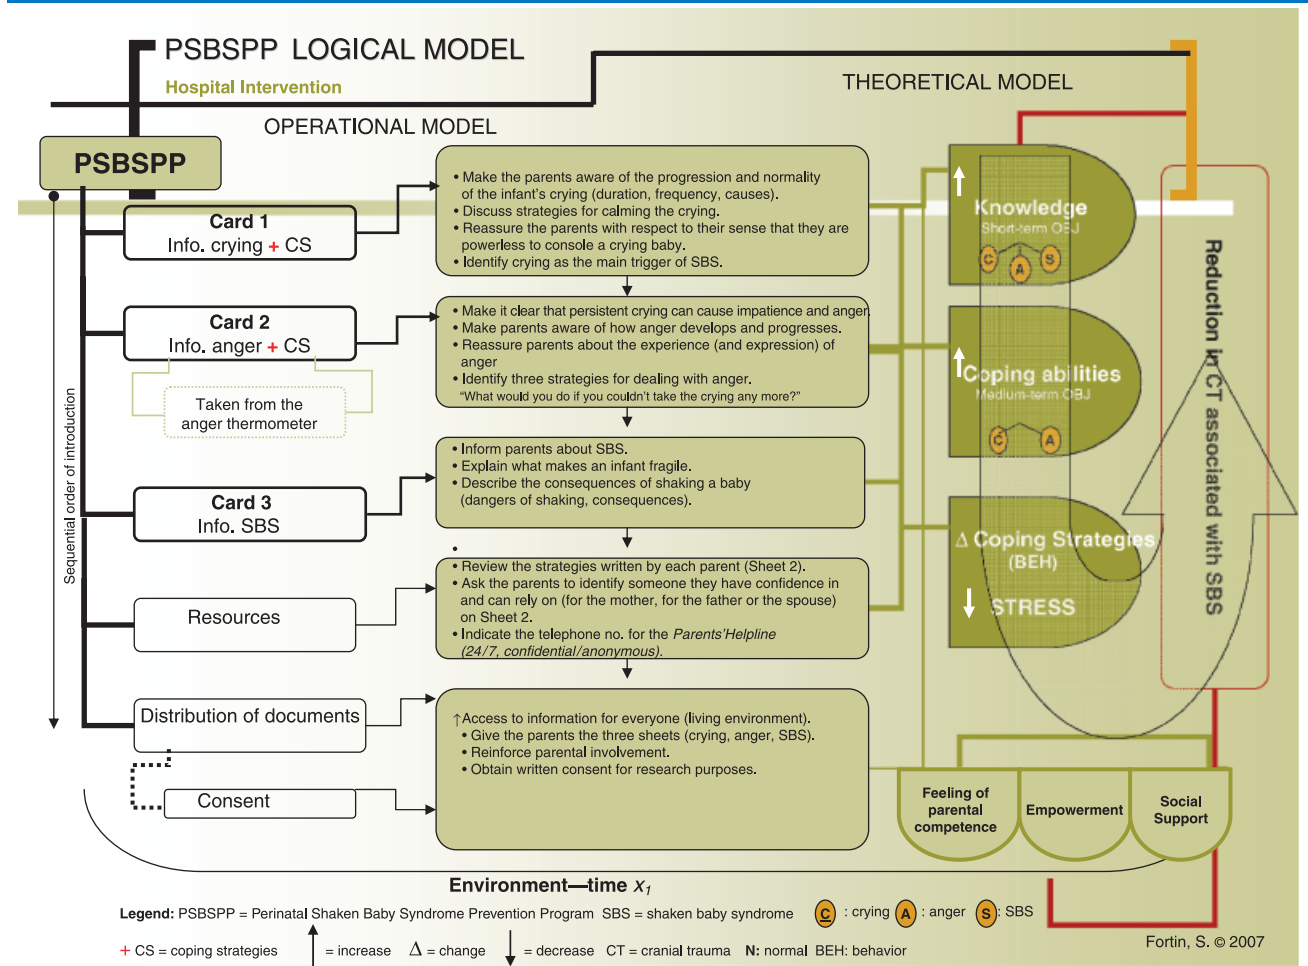 PSBSPP LOGICAL MODEL
Hospital Intervention
THEORETICAL MODEL
OPERATIONAL MODEL
PSBSPP
Sequential order of introduction
Card 1
Info. crying + CS
• Make the parents aware of the progression and normality
of the infant's crying (duration, frequency, causes).
• Discuss strategies for calming the crying.
• Reassure the parents with respect to their sense that they are
powerless to console a crying baby.
• Identify crying as the main trigger of SBS.
Card 2
Info. anger + CS
Taken from the
anger thermometer
• Make it clear that persistent crying can cause impatience and anger.
• Make parents aware of how anger develops and progresses.
• Reassure parents about the experience (and expression) of
anger
• Identify three strategies for dealing with anger.
"What would you do if you couldn't take the crying any more?"
Card 3
Info. SBS
• Inform parents about SBS.
• Explain what makes an infant fragile.
• Describe the consequences of shaking a baby
(dangers of shaking, consequences).
Resources
•
• Review the strategies written by each parent (Sheet 2).
• Ask the parents to identify someone they have confidence in
and can rely on (for the mother, for the father or the spouse)
on Sheet 2.
• Indicate the telephone no. for the Parents'Helpline
(24/7, confidential/anonymous).
Distribution of documents
Consent
↑Access to information for everyone (living environment).
• Give the parents the three sheets (crying, anger, SBS).
• Reinforce parental involvement.
• Obtain written consent for research purposes.
↑
Knowledge
Short-term OBJ
C A S
↑
Coping abilities
Medium-term OBJ
C A
Δ Coping Strategies
(BEH)
↓ STRESS
Reduction in CT associated with SBS
Feeling of
parental
competence
Empowerment
Social
Support
Environment—time x1
Legend: PSBSPP = Perinatal Shaken Baby Syndrome Prevention Program SBS = shaken baby syndrome C : crying A : anger S : SBS
+ CS = coping strategies ↑ = increase Δ = change ↓ = decrease CT = cranial trauma N: normal BEH: behavior
Fortin, S. © 2007